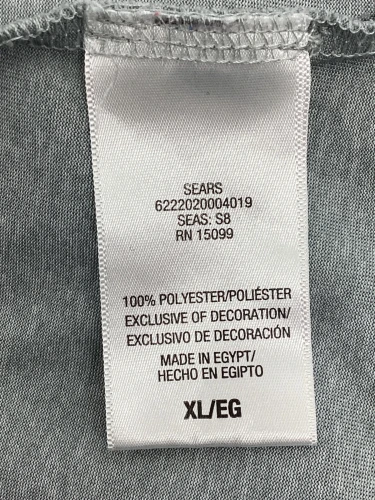 SEARS
6222020004019
SEAS: S8
RN 15099
100% POLYESTER/POLIÉSTER
EXCLUSIVE OF DECORATION/
EXCLUSIVO DE DECORACIÓN
MADE IN EGYPT/
HECHO EN EGIPTO
XL/EG